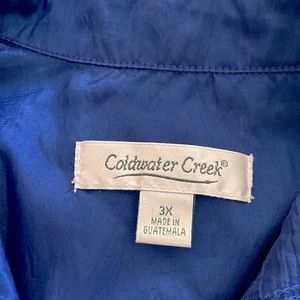 Coldwater Creek®
3X
MADE IN
GUATEMALA